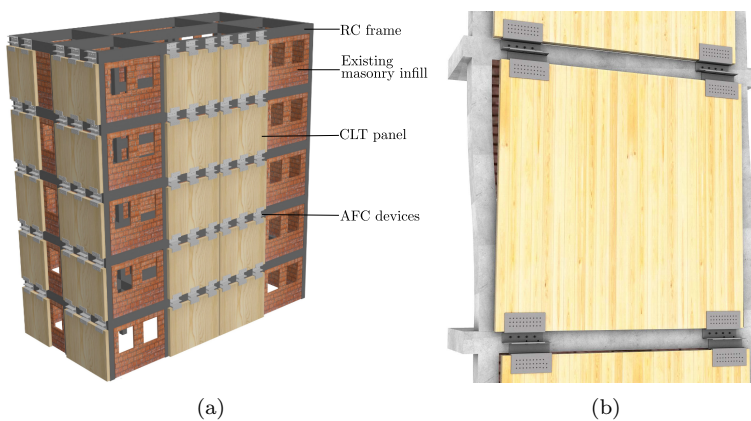 RC frame
Existing
masonry infill
CLT panel
AFC devices
(a)
(b)